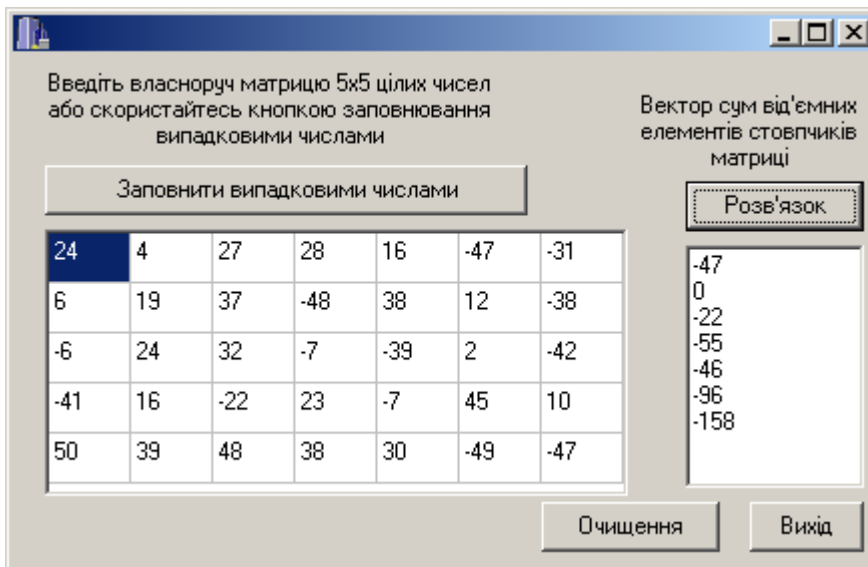 Введіть власноруч матрицю 5х5 цілих чисел
або скористайтесь кнопкою заповнювання
випадковими числами
Заповнити випадковими числами
Вектор сум від'ємних
елементів стовпчиків
матриці
Розв'язок
24 4 27 28 16 -47 -31
6 19 37 -48 38 12 -38
-6 24 32 -7 -39 2 -42
-41 16 -22 23 -7 45 10
50 39 48 38 30 -49 -47
-47
0
-22
-55
-46
-96
-158
Очищення
Вихід